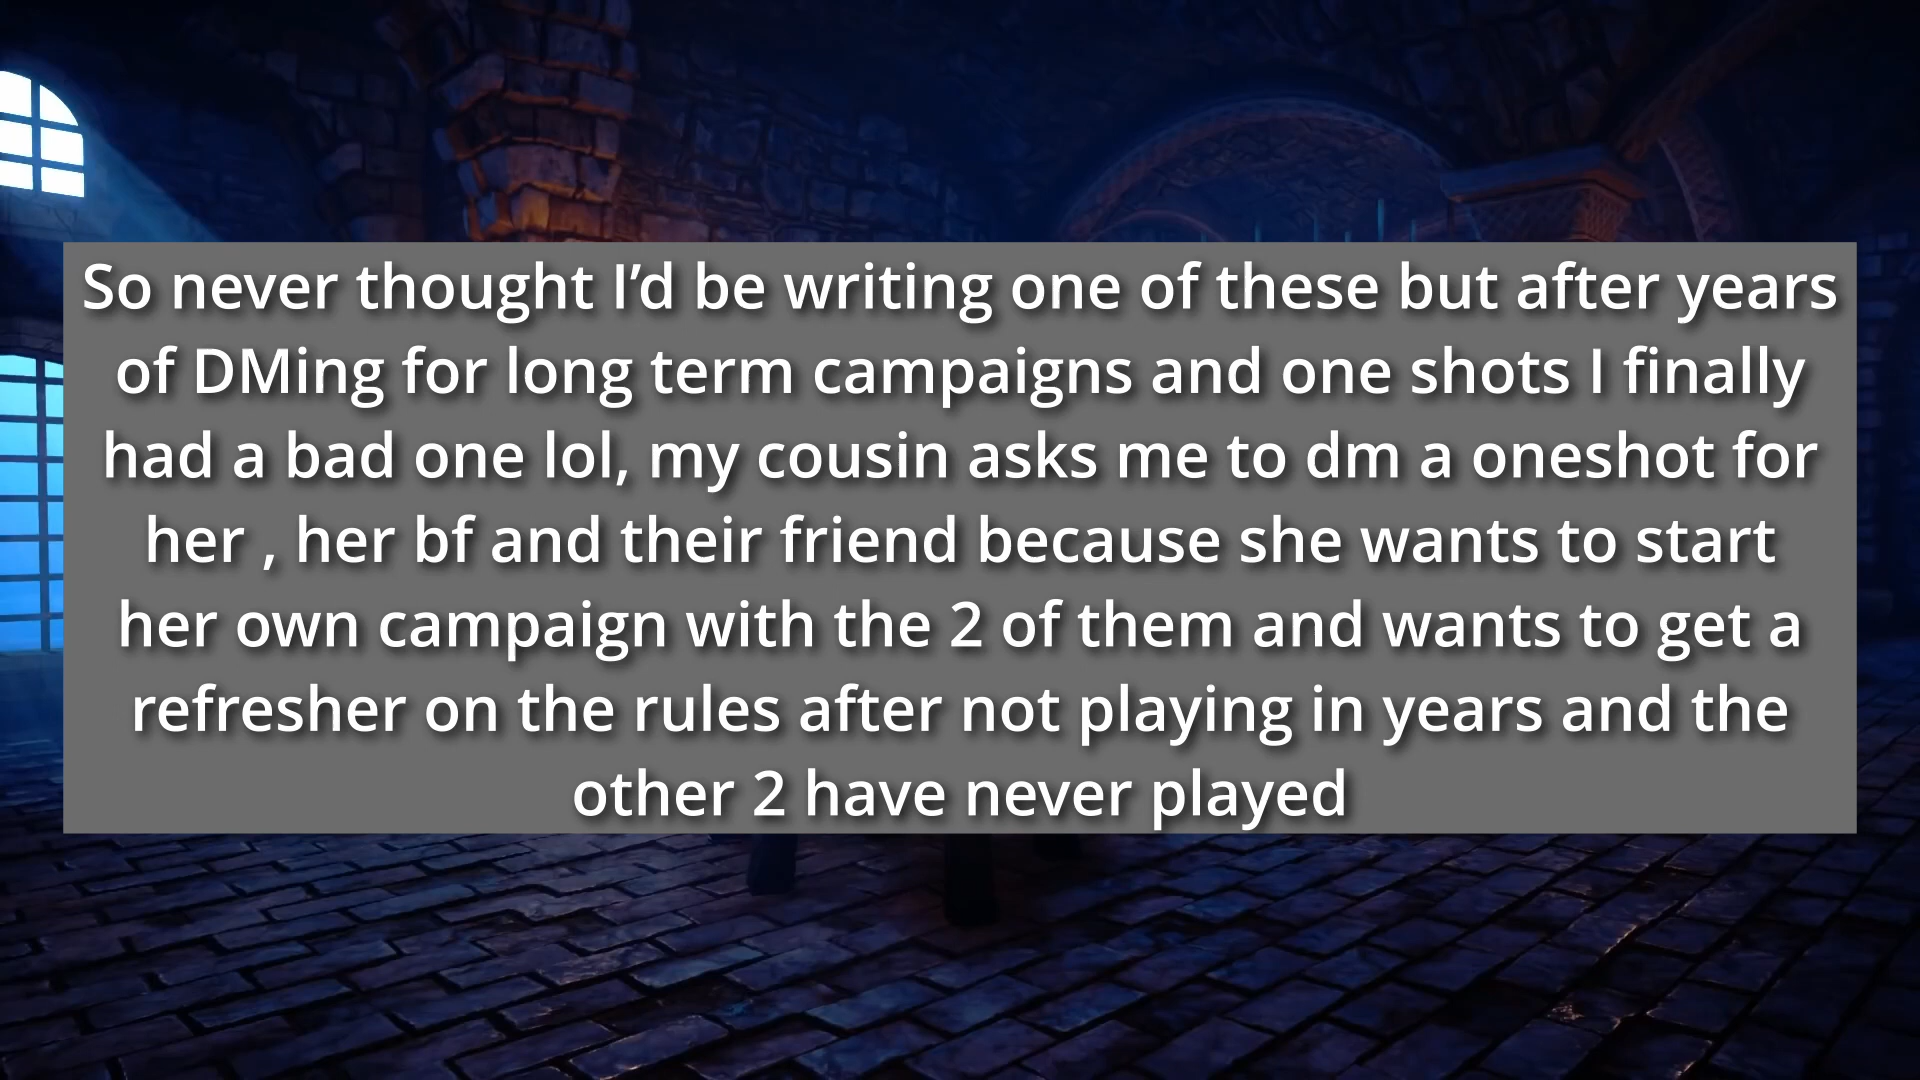 So never thought I’d be writing one of these but after years
of DMing for long term campaigns and one shots I finally
had a bad one lol, my cousin asks me to dm a oneshot for
her , her bf and their friend because she wants to start
her own campaign with the 2 of them and wants to get a
refresher on the rules after not playing in years and the
other 2 have never played